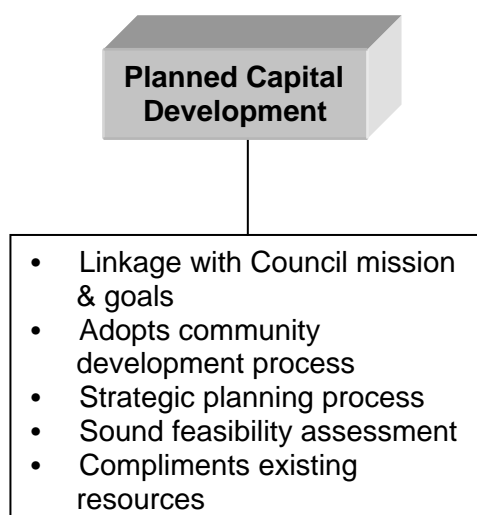 Planned Capital
Development
• Linkage with Council mission
& goals
• Adopts community
development process
• Strategic planning process
• Sound feasibility assessment
• Compliments existing
resources